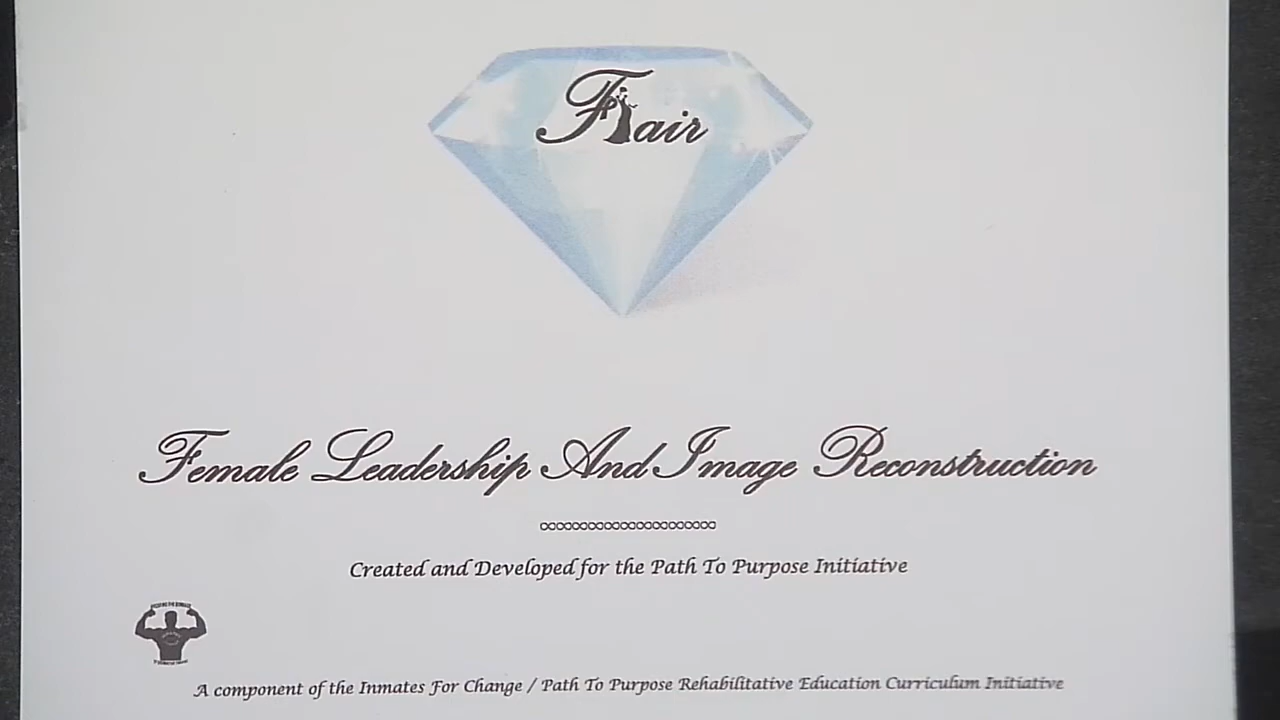 Flair
Female Leadership And Image Reconstruction
Created and Developed for the Path To Purpose Initiative
A component of the Inmates For Change / Path To Purpose Rehabilitative Education Curriculum Initiative